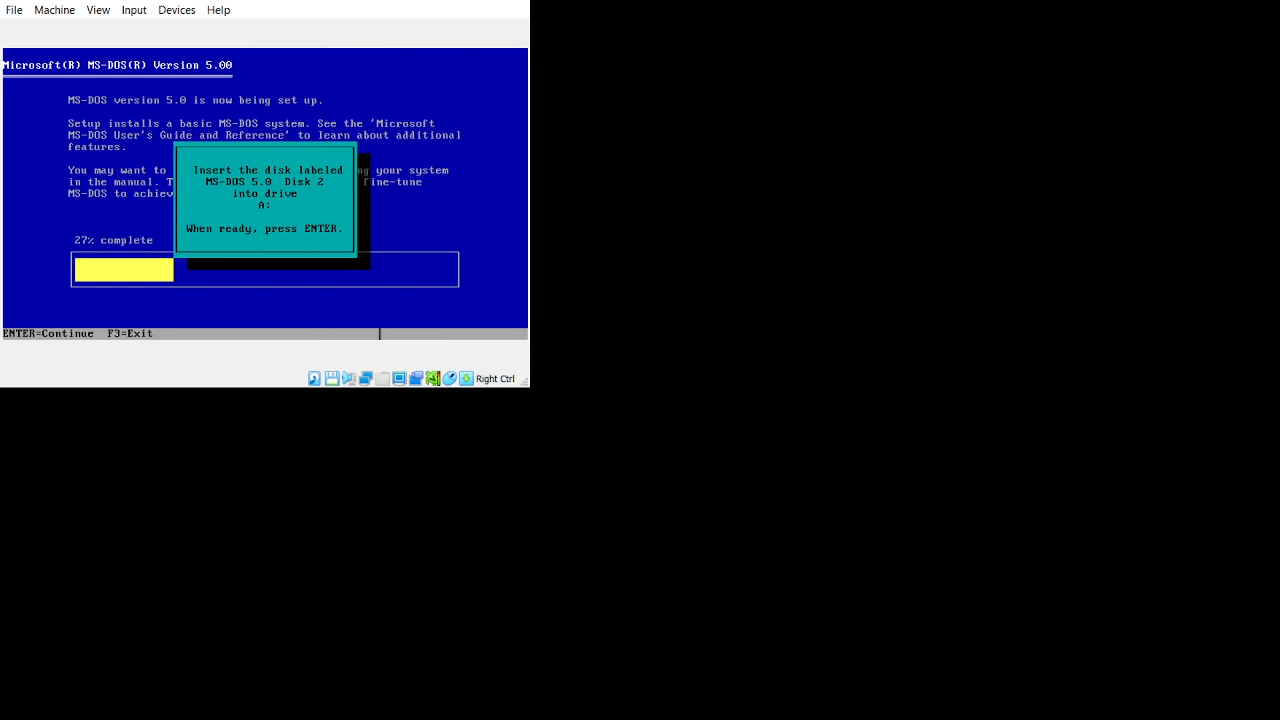 File Machine View Input Devices Help
Microsoft(R) MS-DOS(R) Version 5.00
MS-DOS version 5.0 is now being set up.
Setup installs a basic MS-DOS system. See the 'Microsoft
MS-DOS User's Guide and Reference' to learn about additional
features.
You may want to
ng your system
in the manual. T
fine-tune
MS-DOS to achiev
Insert the disk labeled
MS-DOS 5.0 Disk 2
into drive
A:
When ready, press ENTER.
27% complete
ENTER=Continue F3=Exit
Right Ctrl